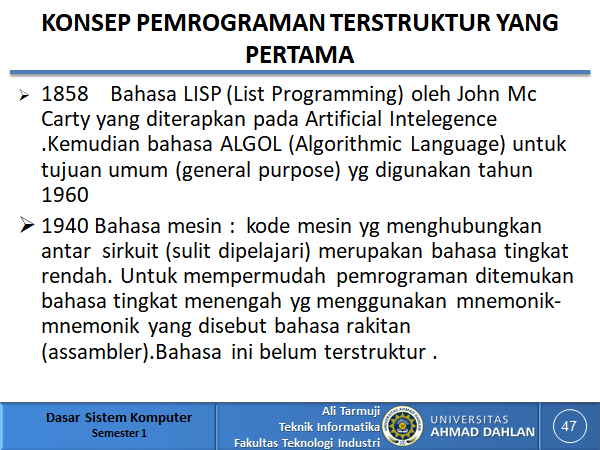 KONSEP PEMROGRAMAN TERSTRUKTUR YANG
PERTAMA
➢ 1858 Bahasa LISP (List Programming) oleh John Mc
Carty yang diterapkan pada Artificial Intelegence
.Kemudian bahasa ALGOL (Algorithmic Language) untuk
tujuan umum (general purpose) yg digunakan tahun
1960
➢ 1940 Bahasa mesin : kode mesin yg menghubungkan
antar sirkuit (sulit dipelajari) merupakan bahasa tingkat
rendah. Untuk mempermudah pemrograman ditemukan
bahasa tingkat menengah yg menggunakan mnemonik-
mnemonik yang disebut bahasa rakitan
(assambler).Bahasa ini belum terstruktur .
Dasar Sistem Komputer
Semester 1
Ali Tarmuji
Teknik Informatika
Fakultas Teknologi Industri
UNIVERSITAS
AHMAD DAHLAN
47